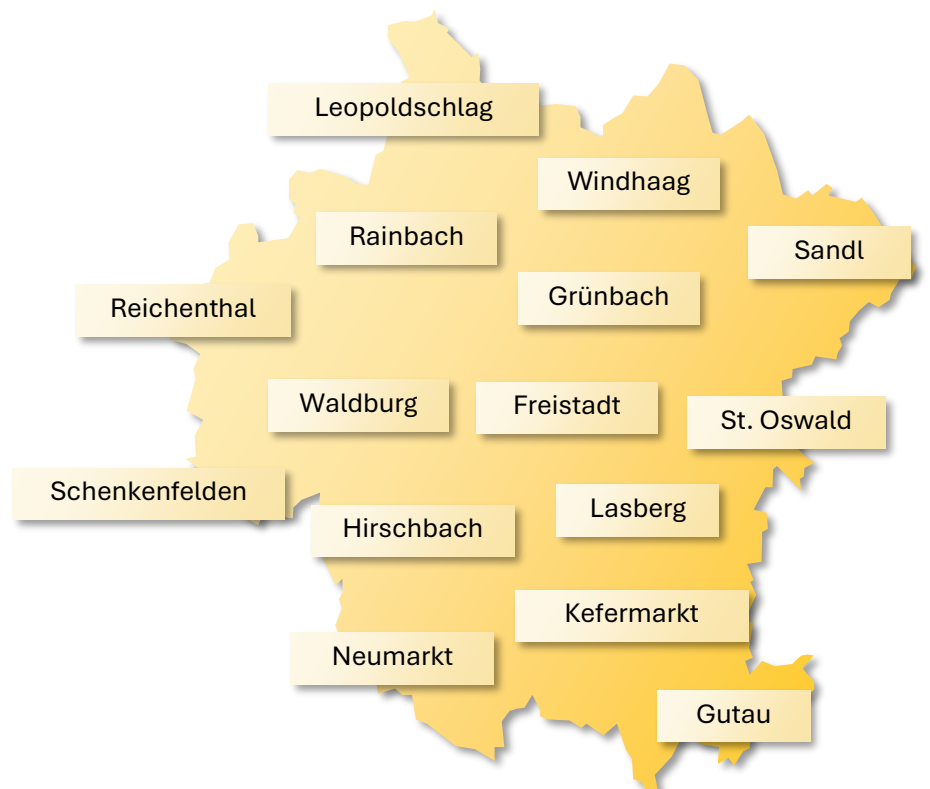 Leopoldschlag
Windhaag
Rainbach
Sandl
Grünbach
Reichenthal
Waldburg
Freistadt
St. Oswald
Schenkenfelden
Lasberg
Hirschbach
Kefermarkt
Neumarkt
Gutau